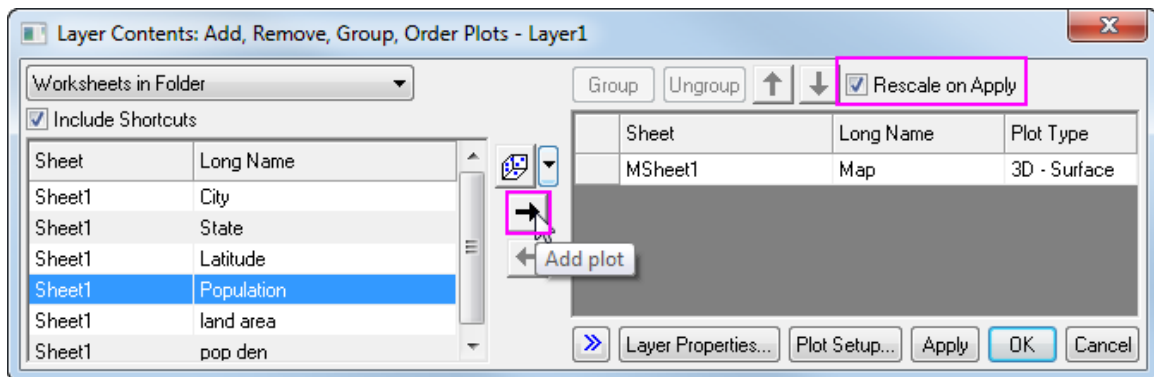 Layer Contents: Add, Remove, Group, Order Plots - Layer1
Worksheets in Folder
Group Ungroup Rescale on Apply
Include Shortcuts
Sheet Long Name
Sheet1 City
Sheet1 State
Sheet1 Latitude
Sheet1 Population
Sheet1 land area
Sheet1 pop den
Add plot
Sheet Long Name Plot Type
MSheet1 Map 3D - Surface
Layer Properties... Plot Setup... Apply OK Cancel